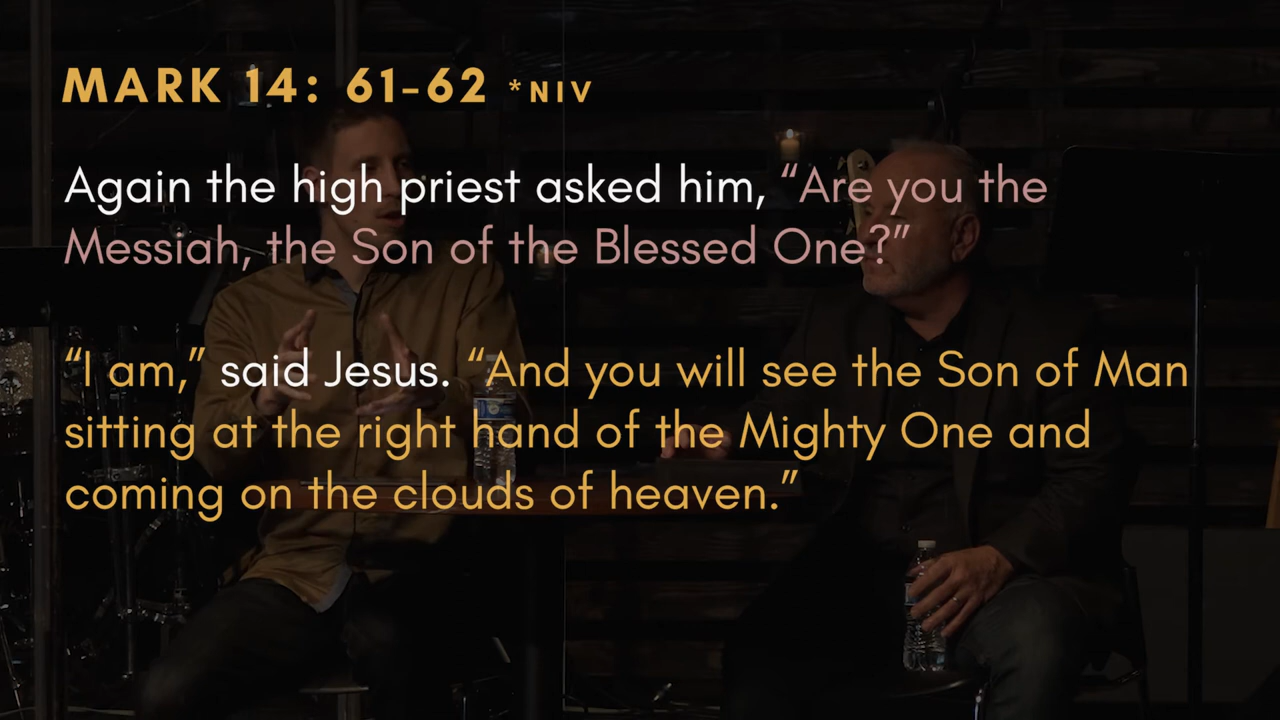 MARK 14: 61-62 *NIV
Again the high priest asked him, “Are you the
Messiah, the Son of the Blessed One?”
“I am,” said Jesus. “And you will see the Son of Man
sitting at the right hand of the Mighty One and
coming on the clouds of heaven.”